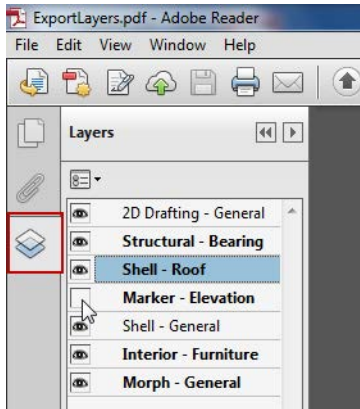 ExportLayers.pdf - Adobe Reader
File Edit View Window Help
Layers
2D Drafting - General
Structural - Bearing
Shell - Roof
Marker - Elevation
Shell - General
Interior - Furniture
Morph - General